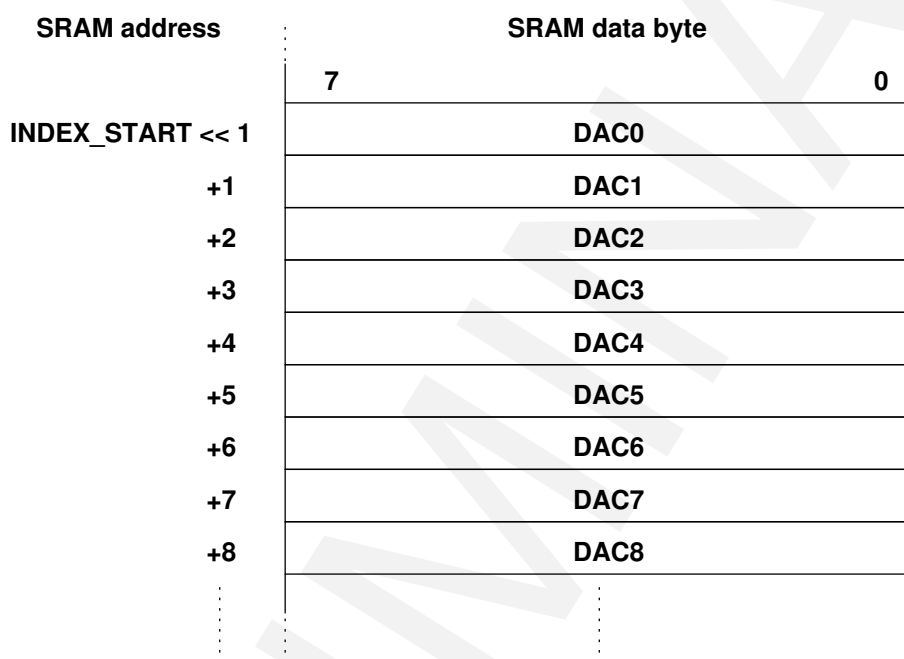 SRAM address SRAM data byte
7 0
INDEX_START << 1 DAC0
+1 DAC1
+2 DAC2
+3 DAC3
+4 DAC4
+5 DAC5
+6 DAC6
+7 DAC7
+8 DAC8